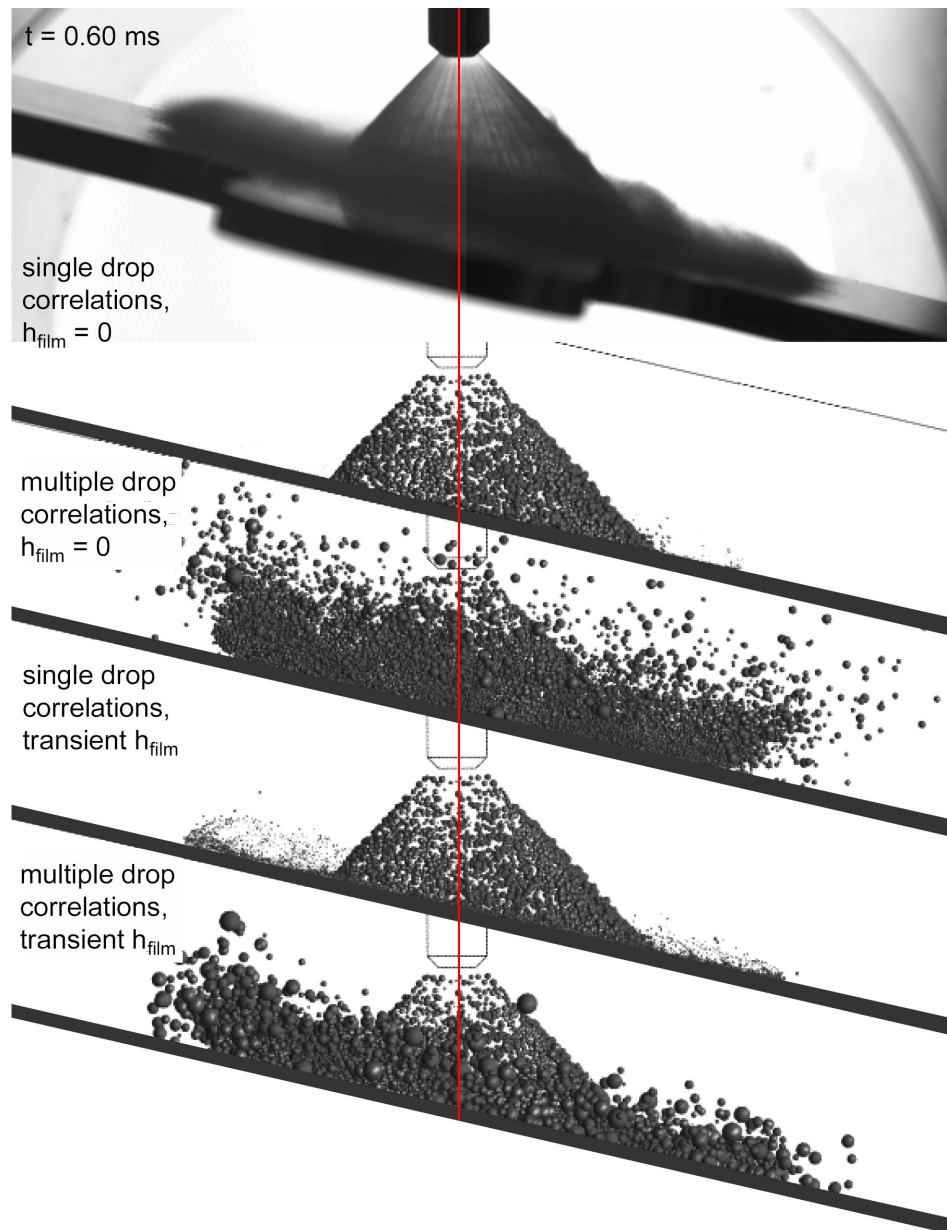 t = 0.60 ms
single drop
correlations,
h_film = 0
multiple drop
correlations,
h_film = 0
single drop
correlations,
transient h_film
multiple drop
correlations,
transient h_film